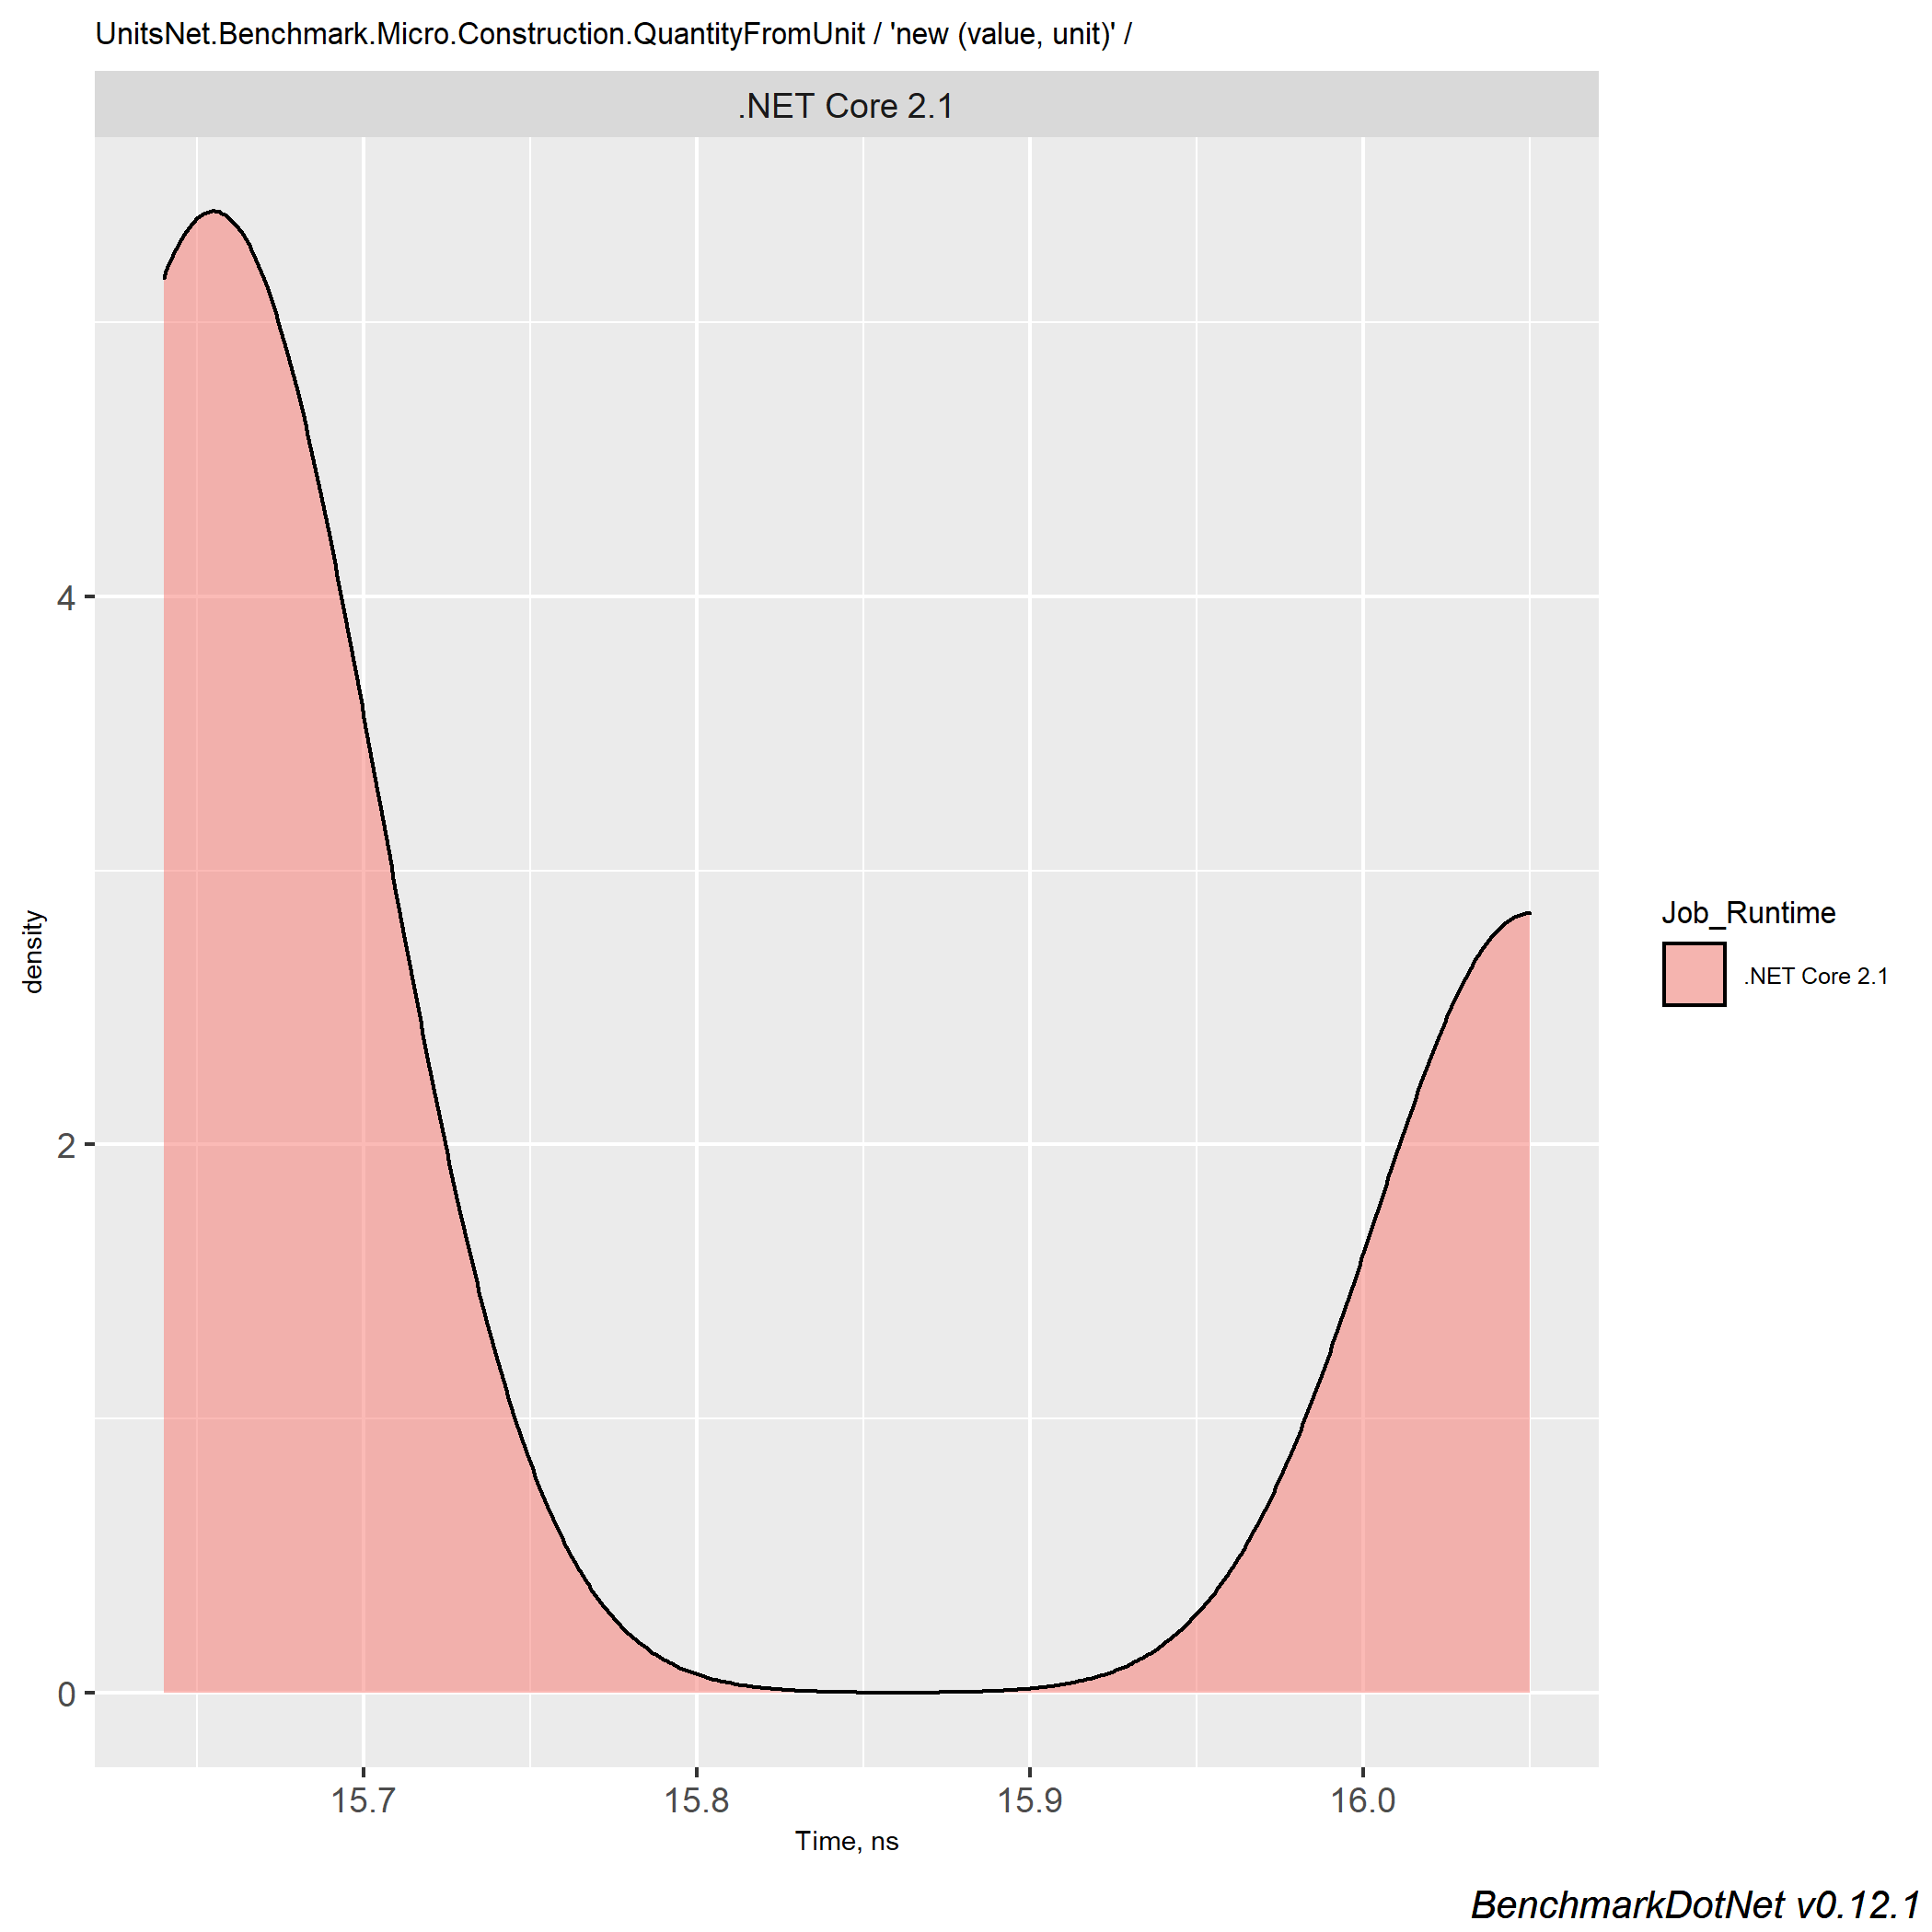 UnitsNet.Benchmark.Micro.Construction.QuantityFromUnit / 'new (value, unit)' /
.NET Core 2.1
4
2
0
density
15.7 15.8 15.9 16.0
Time, ns
Job_Runtime
.NET Core 2.1
BenchmarkDotNet v0.12.1